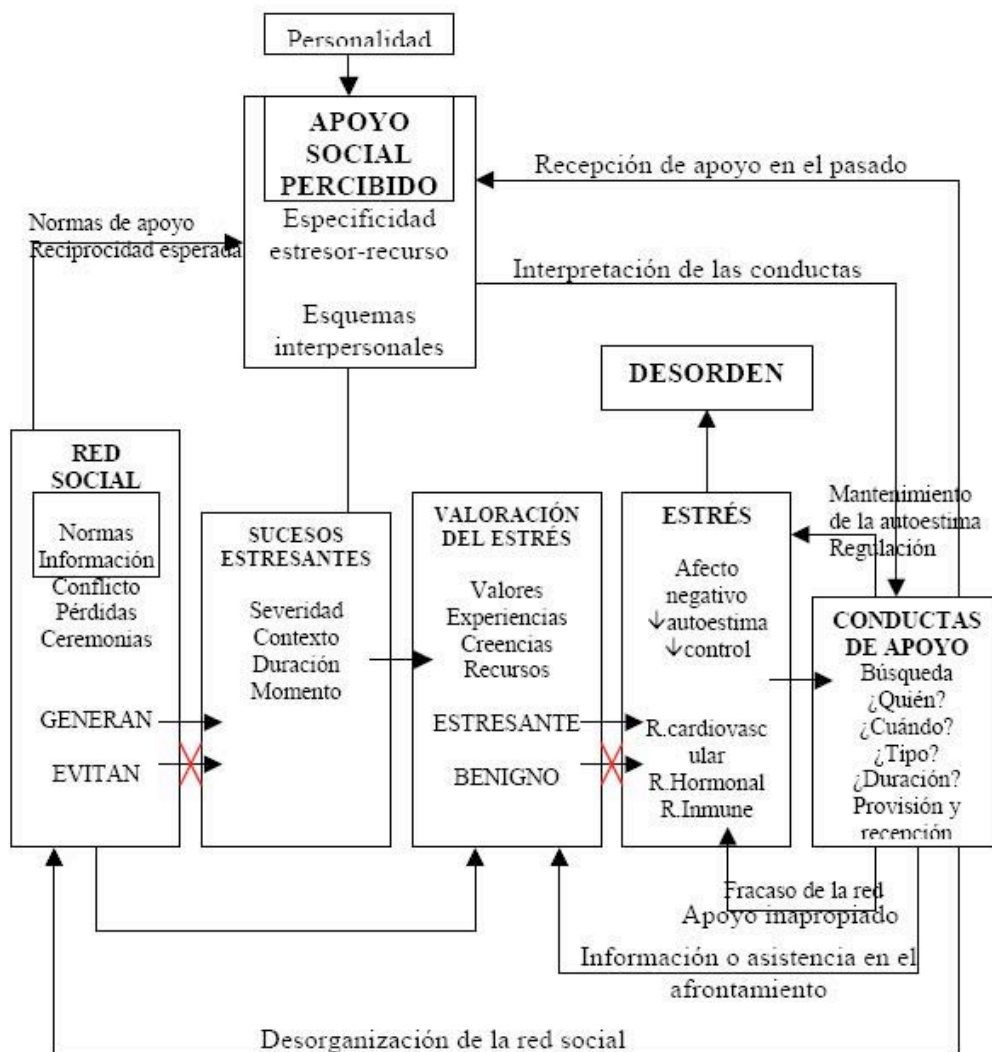 Personalidad
APOYO
SOCIAL
PERCIBIDO
Especificidad
estresor-recurso
Esquemas
interpersonales
Recepción de apoyo en el pasado
Normas de apoyo
Reciprocidad esperada
Interpretación de las conductas
DESORDEN
RED
SOCIAL
Normas
Información
Conflicto
Pérdidas
Ceremonias
GENERAN
EVITAN
SUCESOS
ESTRESANTES
Severidad
Contexto
Duración
Momento
VALORACIÓN
DEL ESTRÉS
Valores
Experiencias
Creencias
Recursos
ESTRESANTE
BENIGNO
ESTRÉS
Afecto
negativo
↓autoestima
↓control
R.cardiovasc
ular
R.Hormonal
R.Inmune
Mantenimiento
de la autoestima
Regulación
CONDUCTAS
DE APOYO
Búsqueda
¿Quién?
¿Cuándo?
¿Tipo?
¿Duración?
Provisión y
recención
Fracaso de la red
Apoyo inapropiado
Información o asistencia en el
afrontamiento
Desorganización de la red social